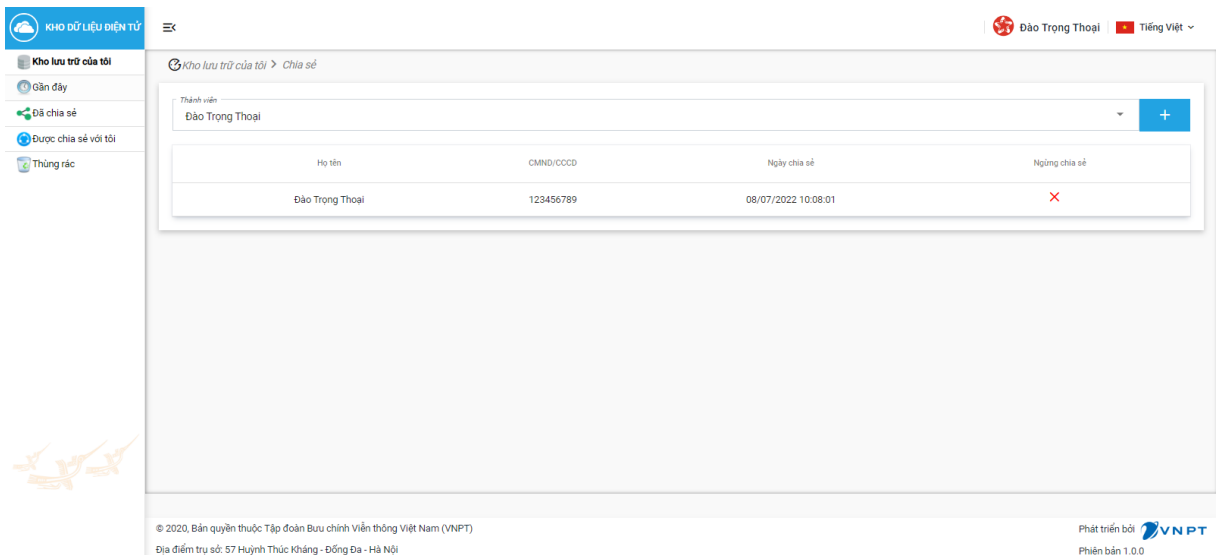 KHO DỮ LIỆU ĐIỆN TỬ
Đào Trọng Thoại
Tiếng Việt
Kho lưu trữ của tôi
Gần đây
Đã chia sẻ
Được chia sẻ với tôi
Thùng rác
Kho lưu trữ của tôi > Chia sẻ
Thành viên
Đào Trọng Thoại
+
Họ tên CMND/CCCD Ngày chia sẻ Ngừng chia sẻ
Đào Trọng Thoại 123456789 08/07/2022 10:08:01
© 2020, Bản quyền thuộc Tập đoàn Bưu chính Viễn thông Việt Nam (VNPT)
Địa điểm trụ sở: 57 Huỳnh Thúc Kháng - Đống Đa - Hà Nội
Phát triển bởi VNPT
Phiên bản 1.0.0